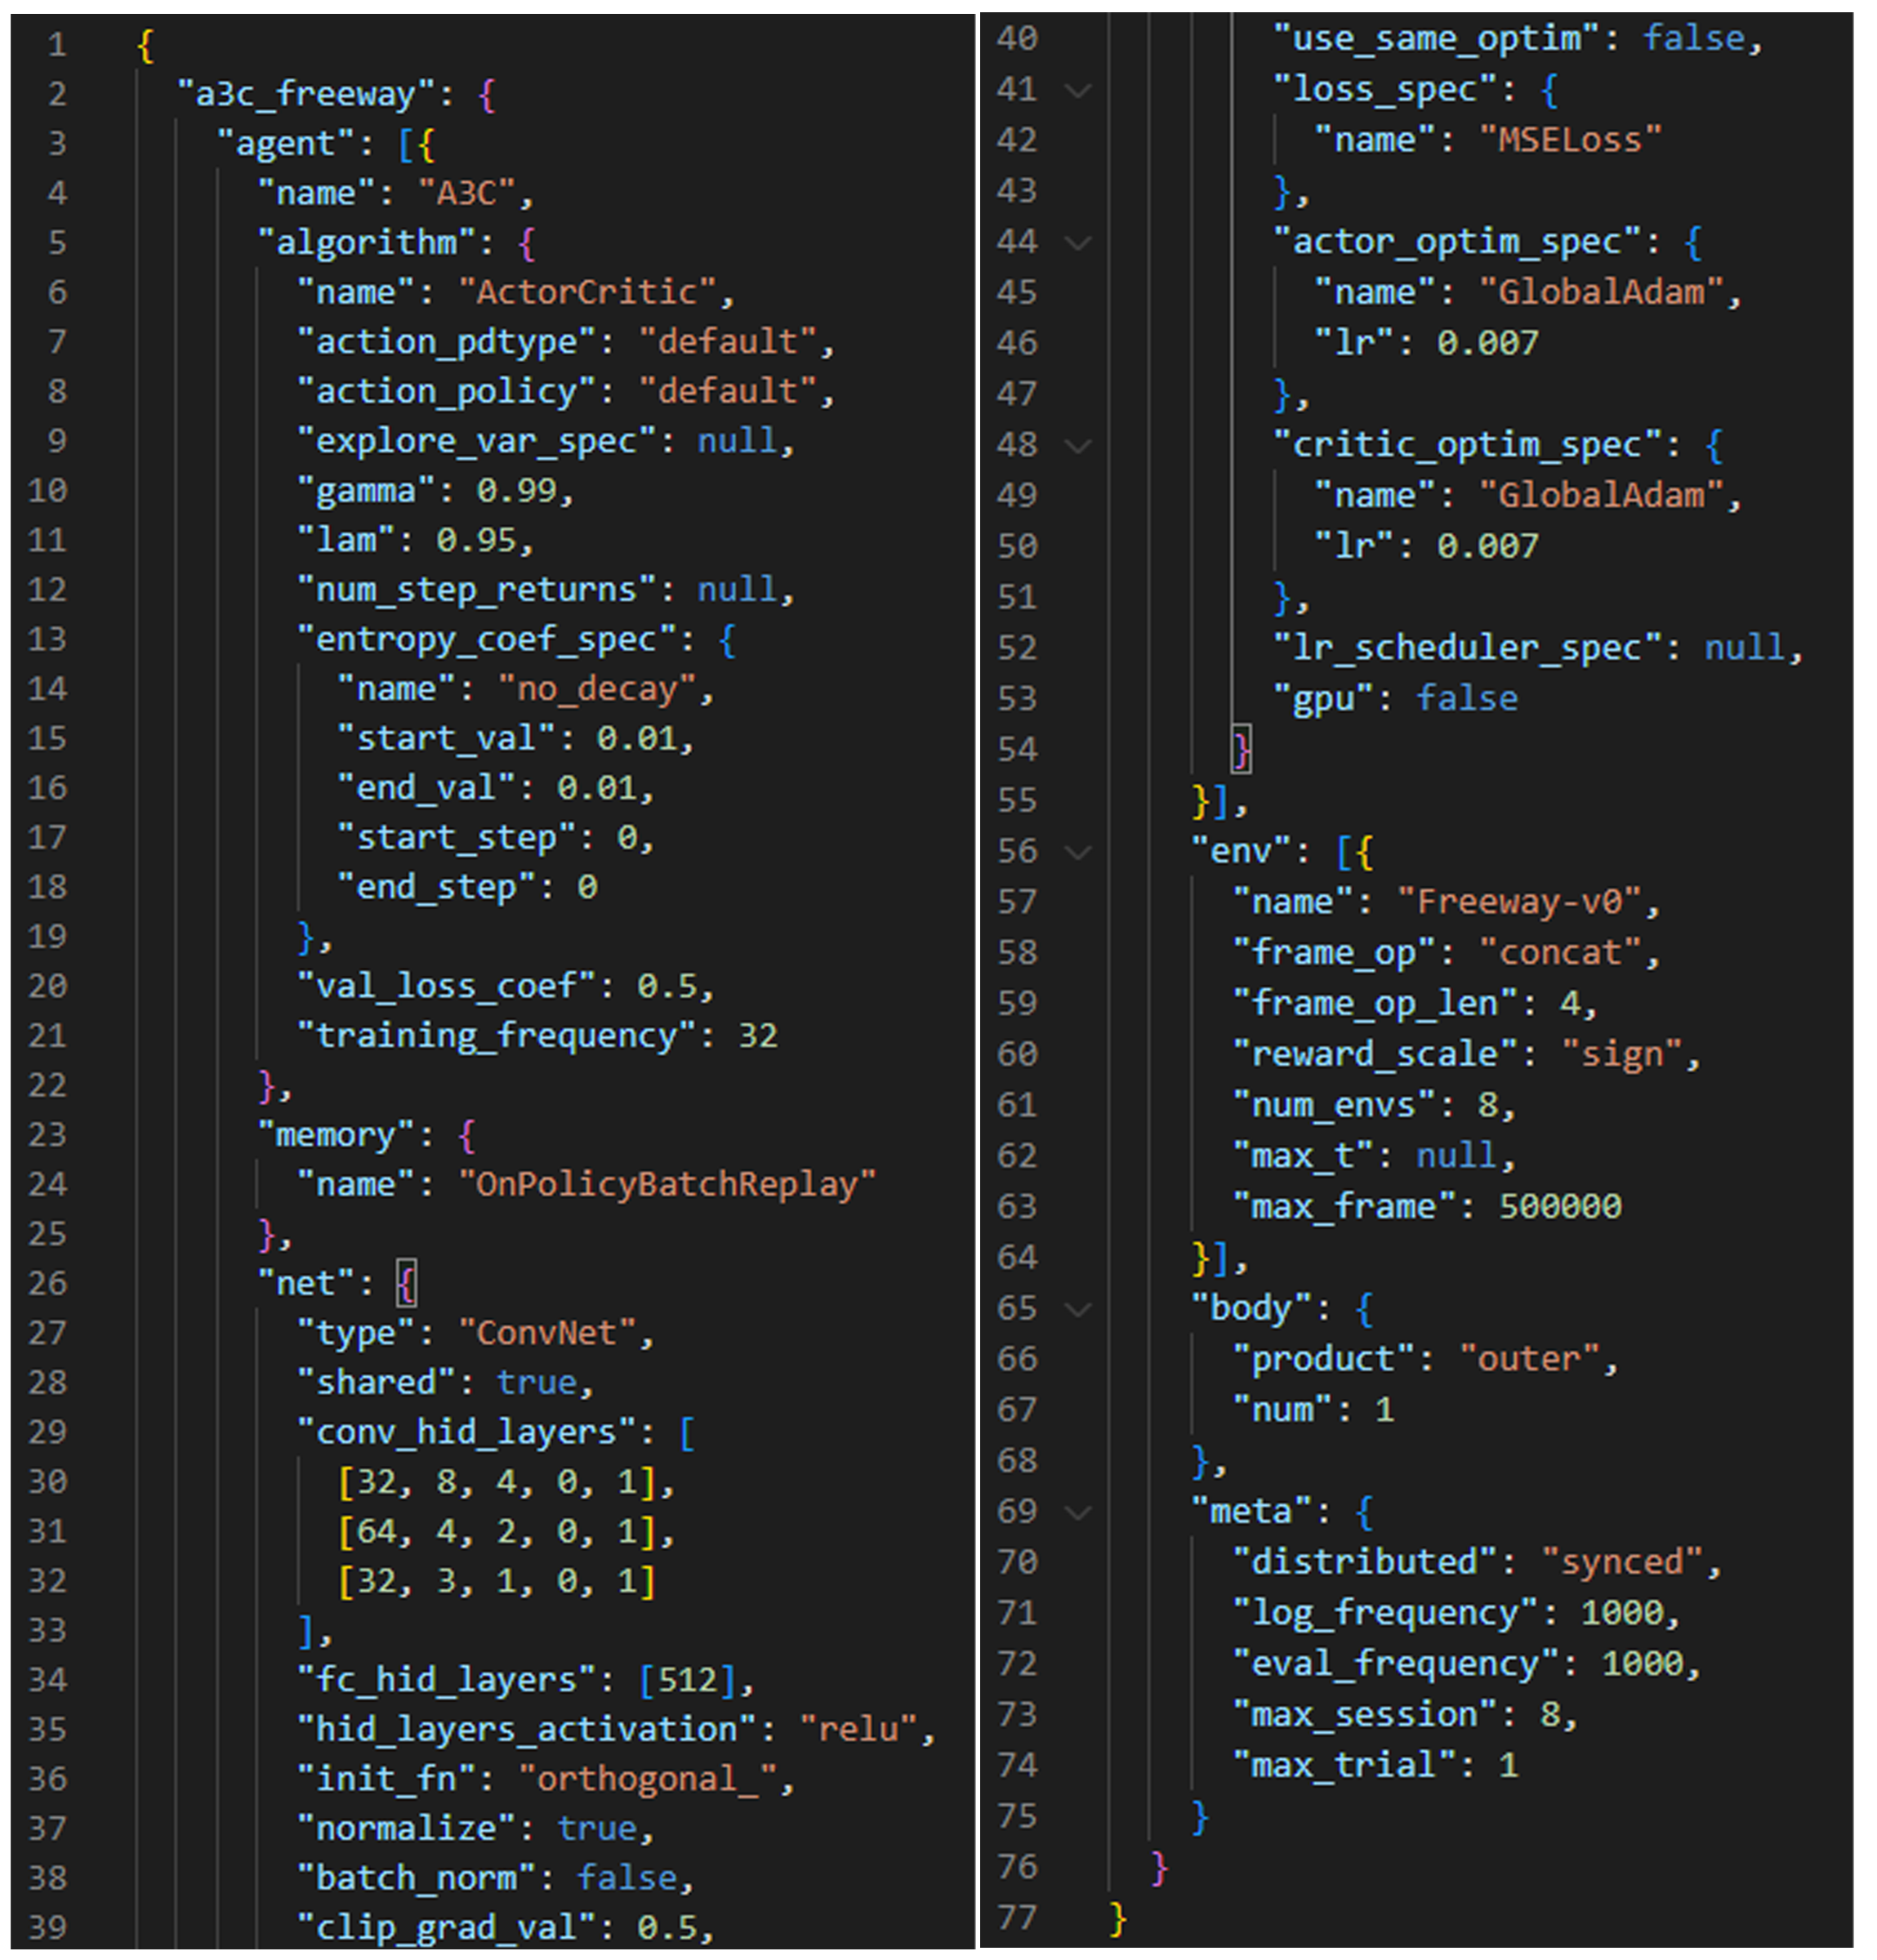 1 {
2 "a3c_freeway": {
3 "agent": [{
4 "name": "A3C",
5 "algorithm": {
6 "name": "ActorCritic",
7 "action_pdtype": "default",
8 "action_policy": "default",
9 "explore_var_spec": null,
10 "gamma": 0.99,
11 "lam": 0.95,
12 "num_step_returns": null,
13 "entropy_coef_spec": {
14 "name": "no_decay",
15 "start_val": 0.01,
16 "end_val": 0.01,
17 "start_step": 0,
18 "end_step": 0
19 },
20 "val_loss_coef": 0.5,
21 "training_frequency": 32
22 },
23 "memory": {
24 "name": "OnPolicyBatchReplay"
25 },
26 "net": {
27 "type": "ConvNet",
28 "shared": true,
29 "conv_hid_layers": [
30 [32, 8, 4, 0, 1],
31 [64, 4, 2, 0, 1],
32 [32, 3, 1, 0, 1]
33 ],
34 "fc_hid_layers": [512],
35 "hid_layers_activation": "relu",
36 "init_fn": "orthogonal_",
37 "normalize": true,
38 "batch_norm": false,
39 "clip_grad_val": 0.5,
40 "use_same_optim": false,
41 "loss_spec": {
42 "name": "MSELoss"
43 },
44 "actor_optim_spec": {
45 "name": "GlobalAdam",
46 "lr": 0.007
47 },
48 "critic_optim_spec": {
49 "name": "GlobalAdam",
50 "lr": 0.007
51 },
52 "lr_scheduler_spec": null,
53 "gpu": false
54 }
55 }],
56 "env": [{
57 "name": "Freeway-v0",
58 "frame_op": "concat",
59 "frame_op_len": 4,
60 "reward_scale": "sign",
61 "num_envs": 8,
62 "max_t": null,
63 "max_frame": 500000
64 }],
65 "body": {
66 "product": "outer",
67 "num": 1
68 },
69 "meta": {
70 "distributed": "synced",
71 "log_frequency": 1000,
72 "eval_frequency": 1000,
73 "max_session": 8,
74 "max_trial": 1
75 }
76 }
77 }